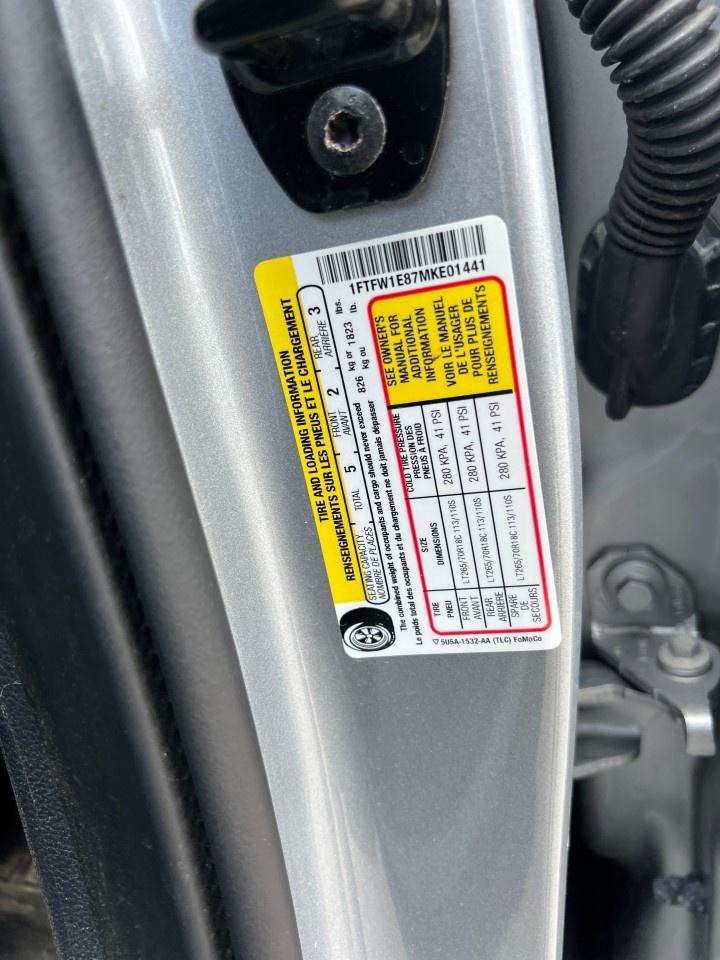 1FTFW1E87MKE01441
TIRE AND LOADING INFORMATION
RENSEIGNEMENTS SUR LES PNEUS ET LE CHARGEMENT
SEATING CAPACITY
NOMBRE DE PLACES
TOTAL 5
FRONT
AVANT 2
REAR
ARRIÈRE 3
The combined weight of occupants and cargo should never exceed
Le poids total des occupants et du chargement ne doit jamais dépasser
826 kg or 1823 lbs.
kg ou lb.
TIRE
PNEU
SIZE
DIMENSIONS
COLD TIRE PRESSURE
PRESSION DES
PNEUS À FROID
FRONT
AVANT
LT265/70R18C 113/110S
280 KPA, 41 PSI
REAR
ARRIÈRE
LT265/70R18C 113/110S
280 KPA, 41 PSI
SPARE
DE
SECOURS
LT265/70R18C 113/110S
280 KPA, 41 PSI
SEE OWNER'S
MANUAL FOR
ADDITIONAL
INFORMATION
VOIR LE MANUEL
DE L'USAGER
POUR PLUS DE
RENSEIGNEMENTS
5U5A-1532-AA (TLC) FoMoCo